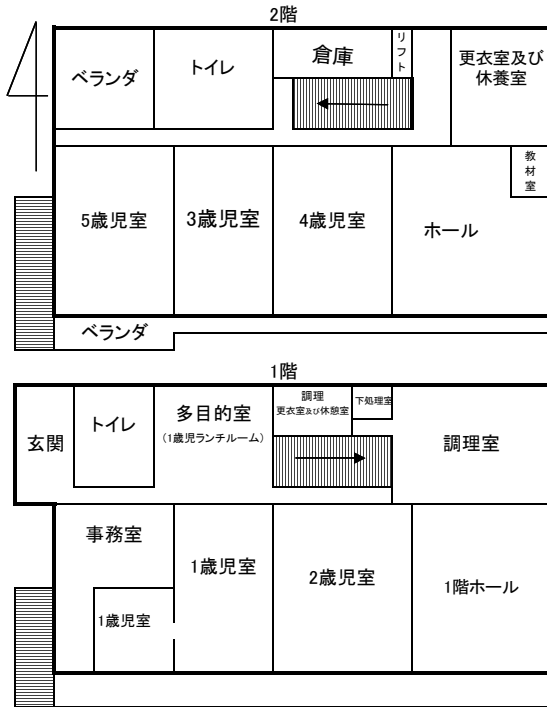 2階
ベランダ
トイレ
倉庫
リフト
更衣室及び
休養室
教材室
5歳児室
3歳児室
4歳児室
ホール
ベランダ
1階
玄関
トイレ
多目的室
(1歳児ランチルーム)
調理
更衣室及び休憩室
下処理室
調理室
事務室
1歳児室
1歳児室
2歳児室
1階ホール